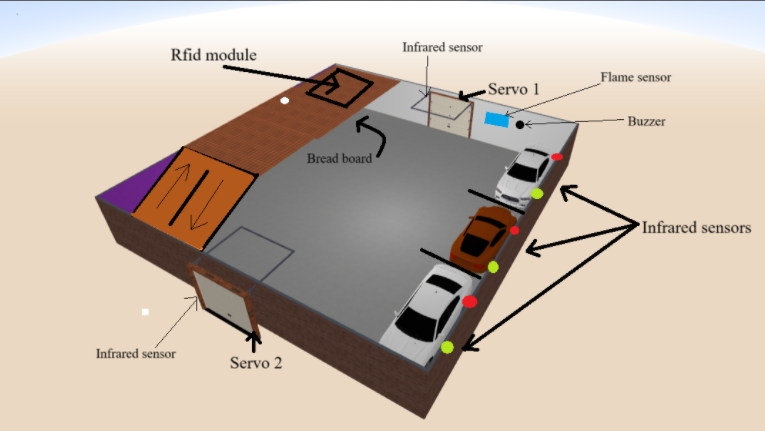 Infrared sensor
Rfid module
Servo 1
Flame sensor
Buzzer
Bread board
Infrared sensors
Infrared sensor
Servo 2